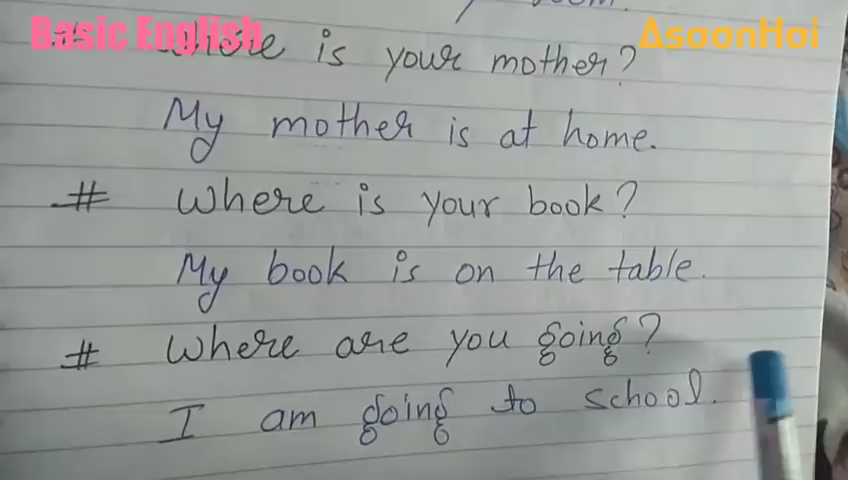 Basic English
AsaanHai
# Where is your mother?
My mother is at home.
# Where is your book?
My book is on the table.
# Where are you going?
I am going to school.